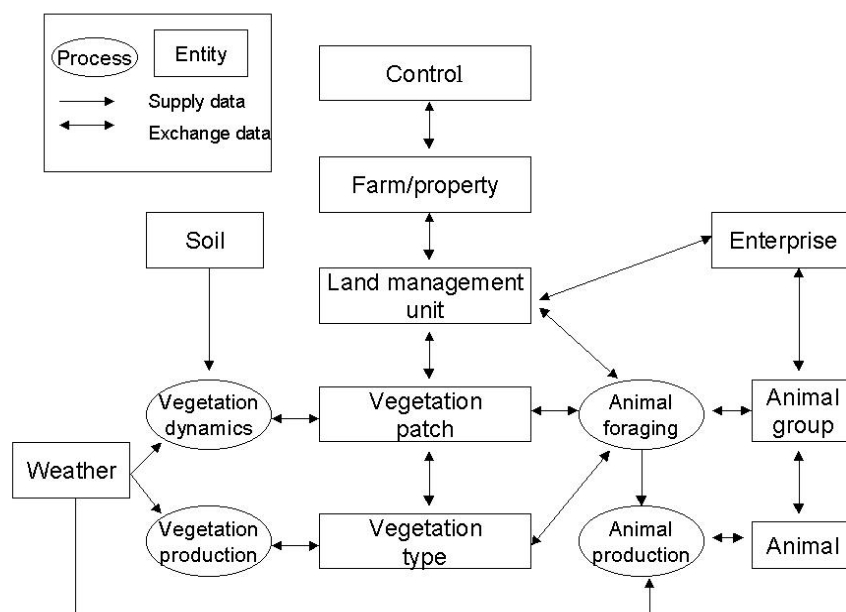 Process
Entity
Supply data
Exchange data
Control
Farm/property
Soil
Enterprise
Land management
unit
Vegetation
dynamics
Vegetation
patch
Animal
foraging
Animal
group
Weather
Vegetation
production
Vegetation
type
Animal
production
Animal